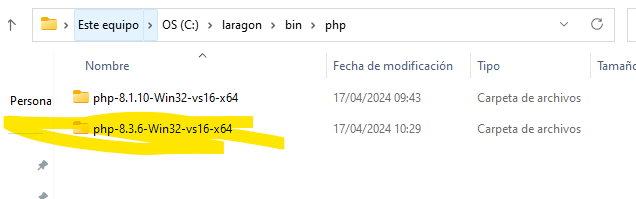 Este equipo > OS (C:) > laragon > bin > php
Nombre Fecha de modificación Tipo Tamaño
Persona
php-8.1.10-Win32-vs16-x64 17/04/2024 09:43 Carpeta de archivos
php-8.3.6-Win32-vs16-x64 17/04/2024 10:29 Carpeta de archivos